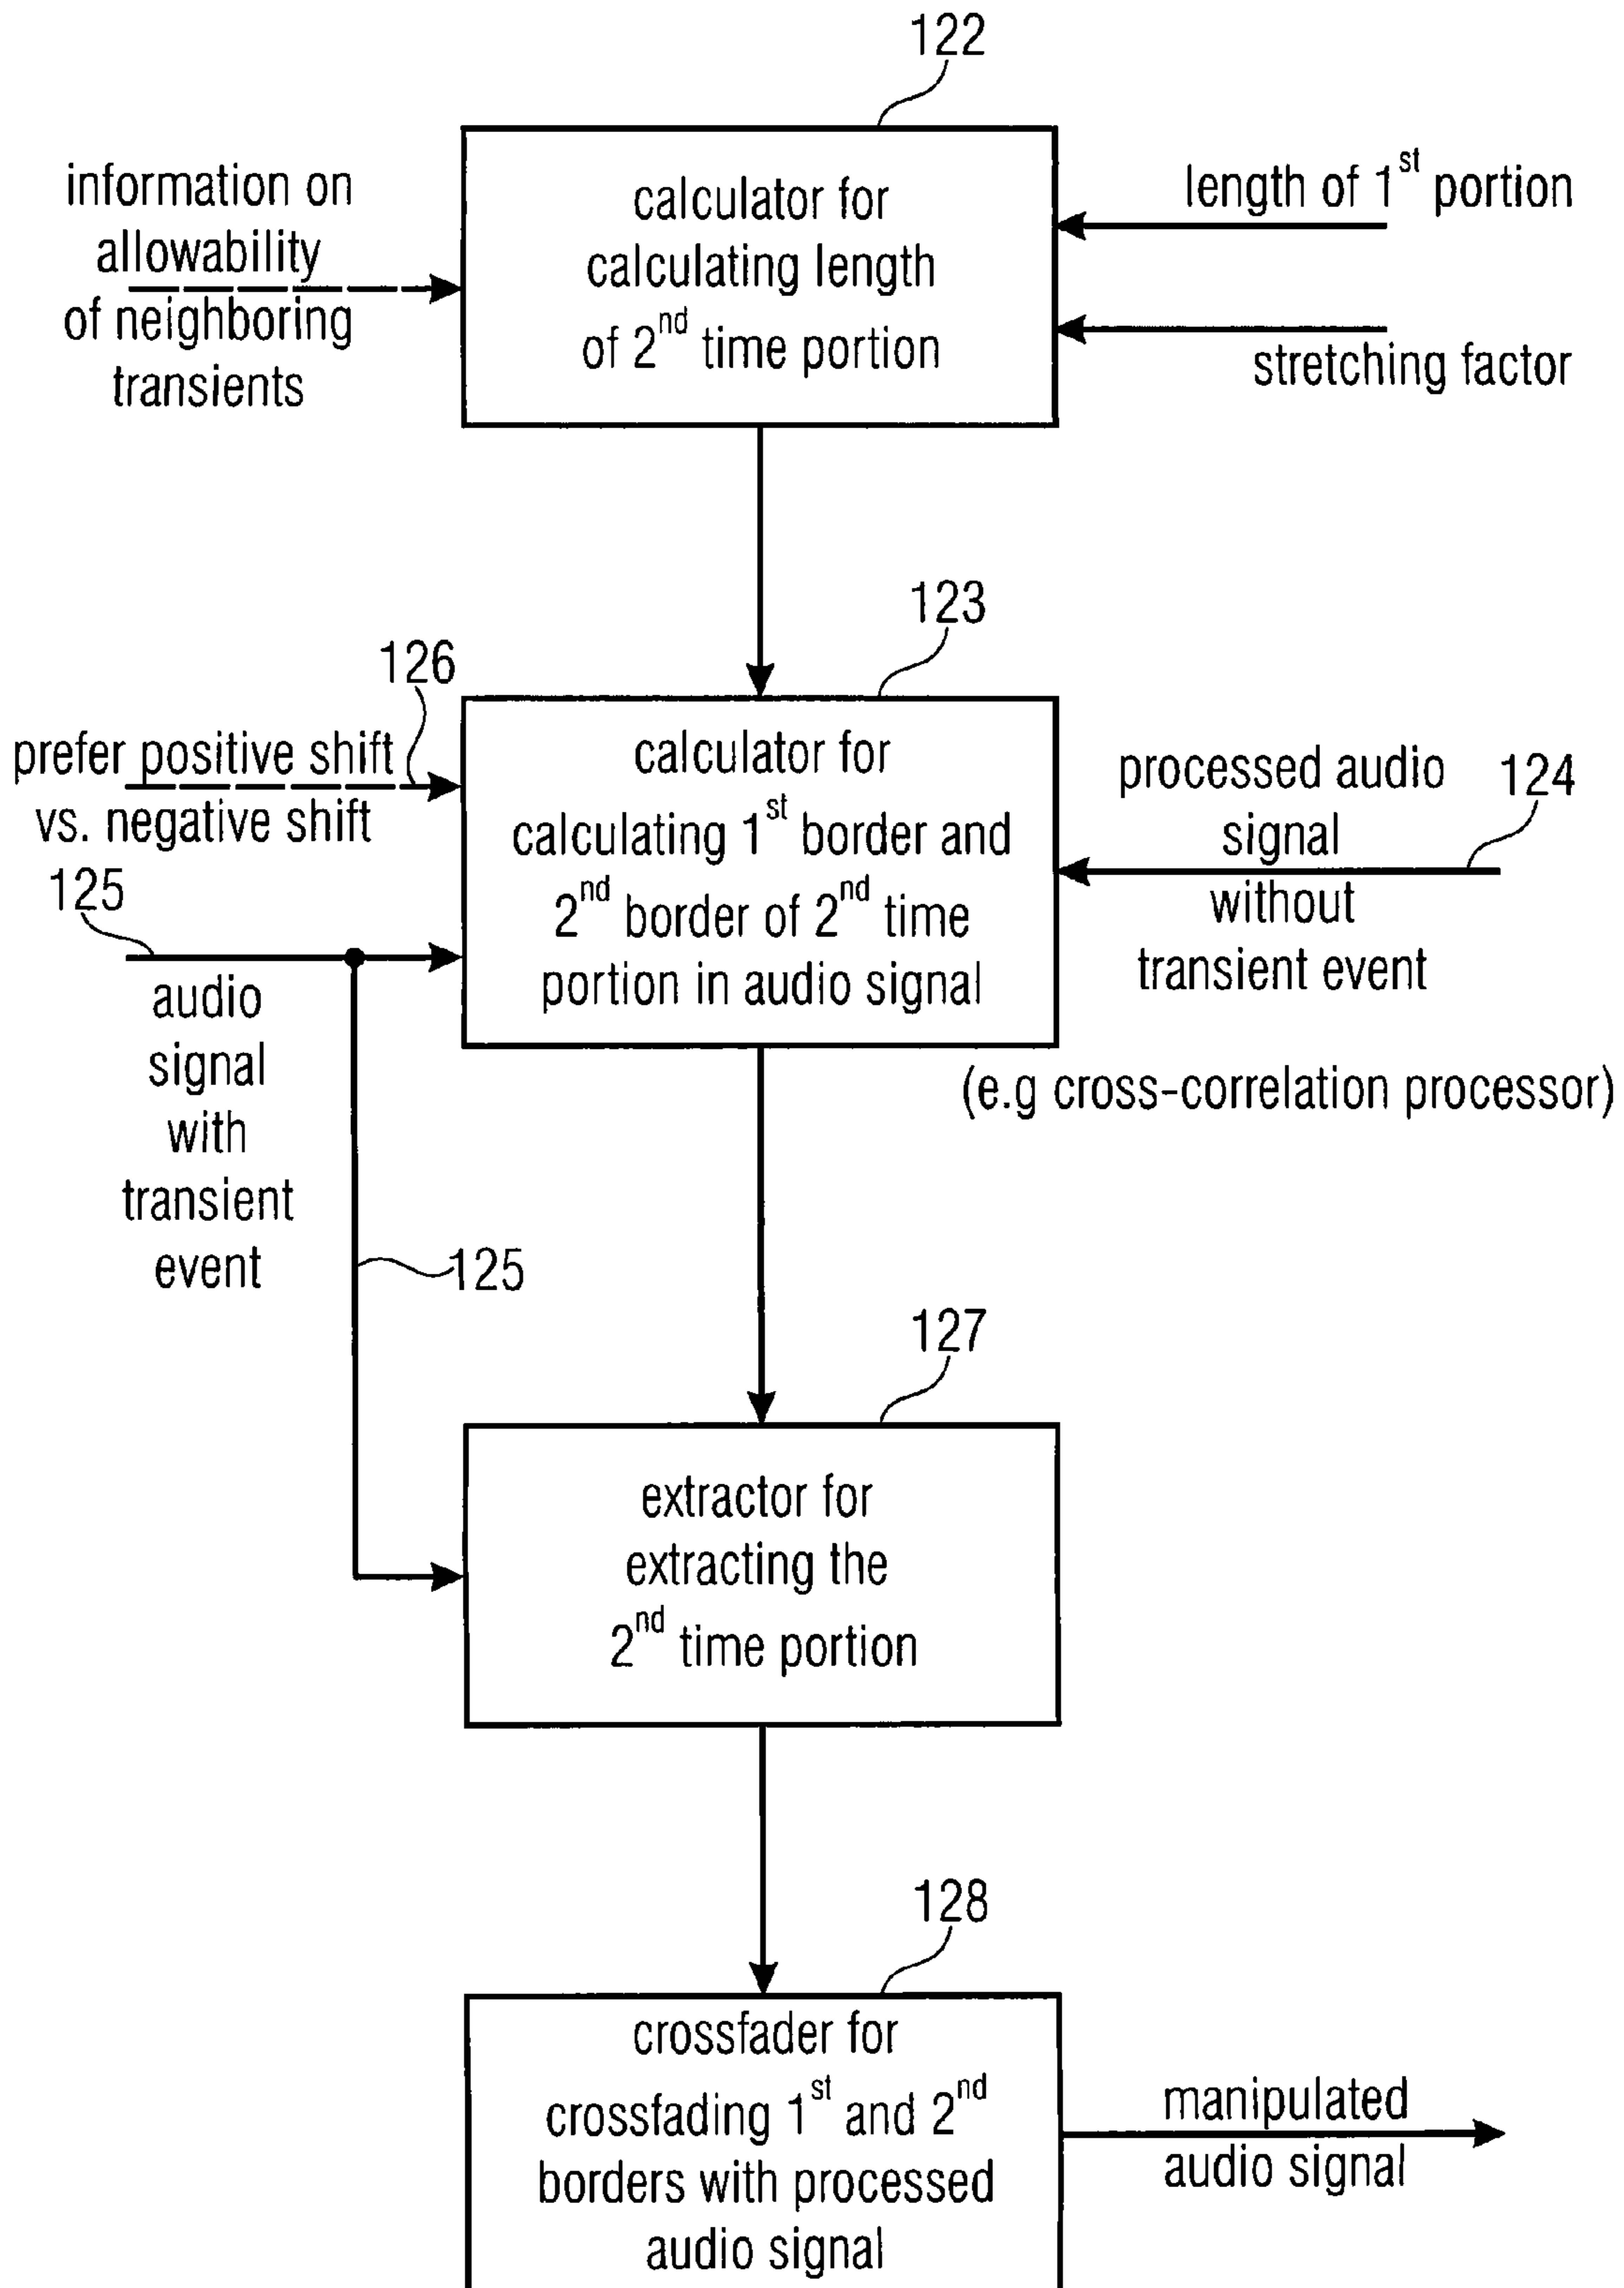 122
information on
allowability
of neighboring
transients
calculator for
calculating length
of 2nd time portion
length of 1st portion
stretching factor
123
126
prefer positive shift
vs. negative shift
125
audio
signal
with
transient
event
125
calculator for
calculating 1st border and
2nd border of 2nd time
portion in audio signal
processed audio
signal
without
transient event
124
(e.g cross-correlation processor)
127
extractor for
extracting the
2nd time portion
128
crossfader for
crossfading 1st and 2nd
borders with processed
audio signal
manipulated
audio signal